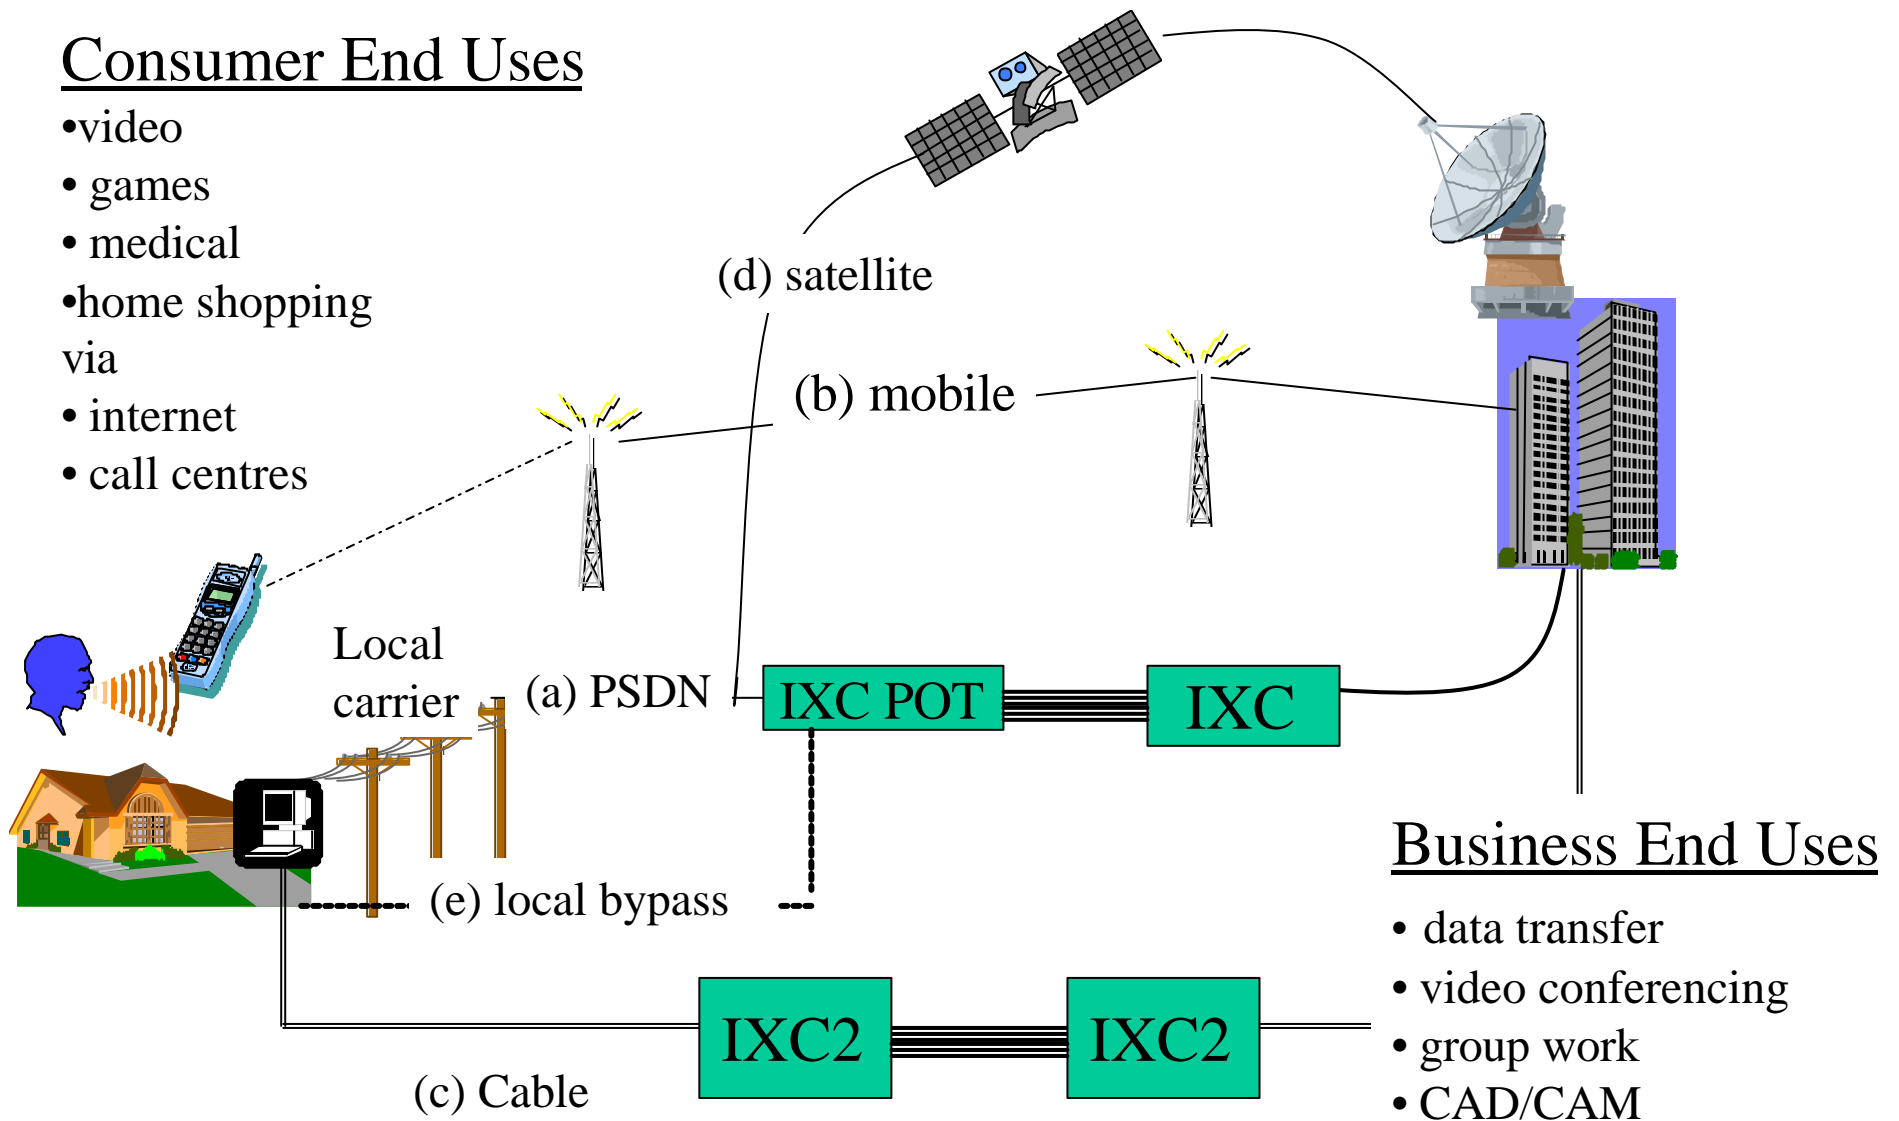 Consumer End Uses
•video
• games
• medical
•home shopping
via
• internet
• call centres
(d) satellite
(b) mobile
Local
carrier
(a) PSDN
IXC POT
IXC
(e) local bypass
Business End Uses
• data transfer
• video conferencing
• group work
• CAD/CAM
IXC2
IXC2
(c) Cable